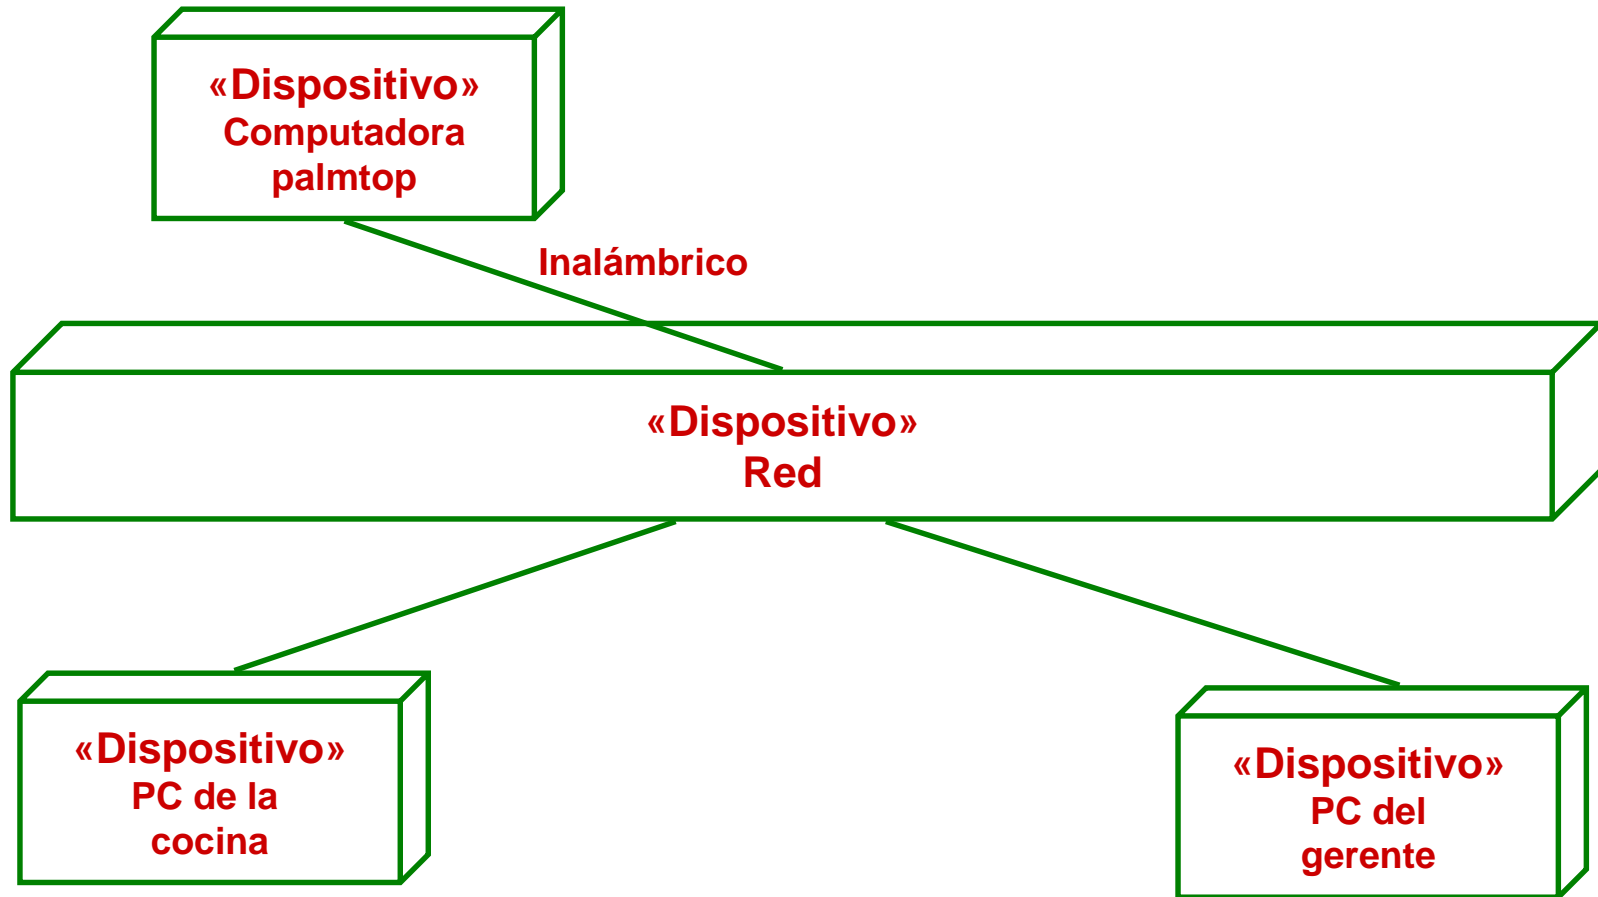 «Dispositivo»
Computadora
palmtop
Inalámbrico
«Dispositivo»
Red
«Dispositivo»
PC de la
cocina
«Dispositivo»
PC del
gerente